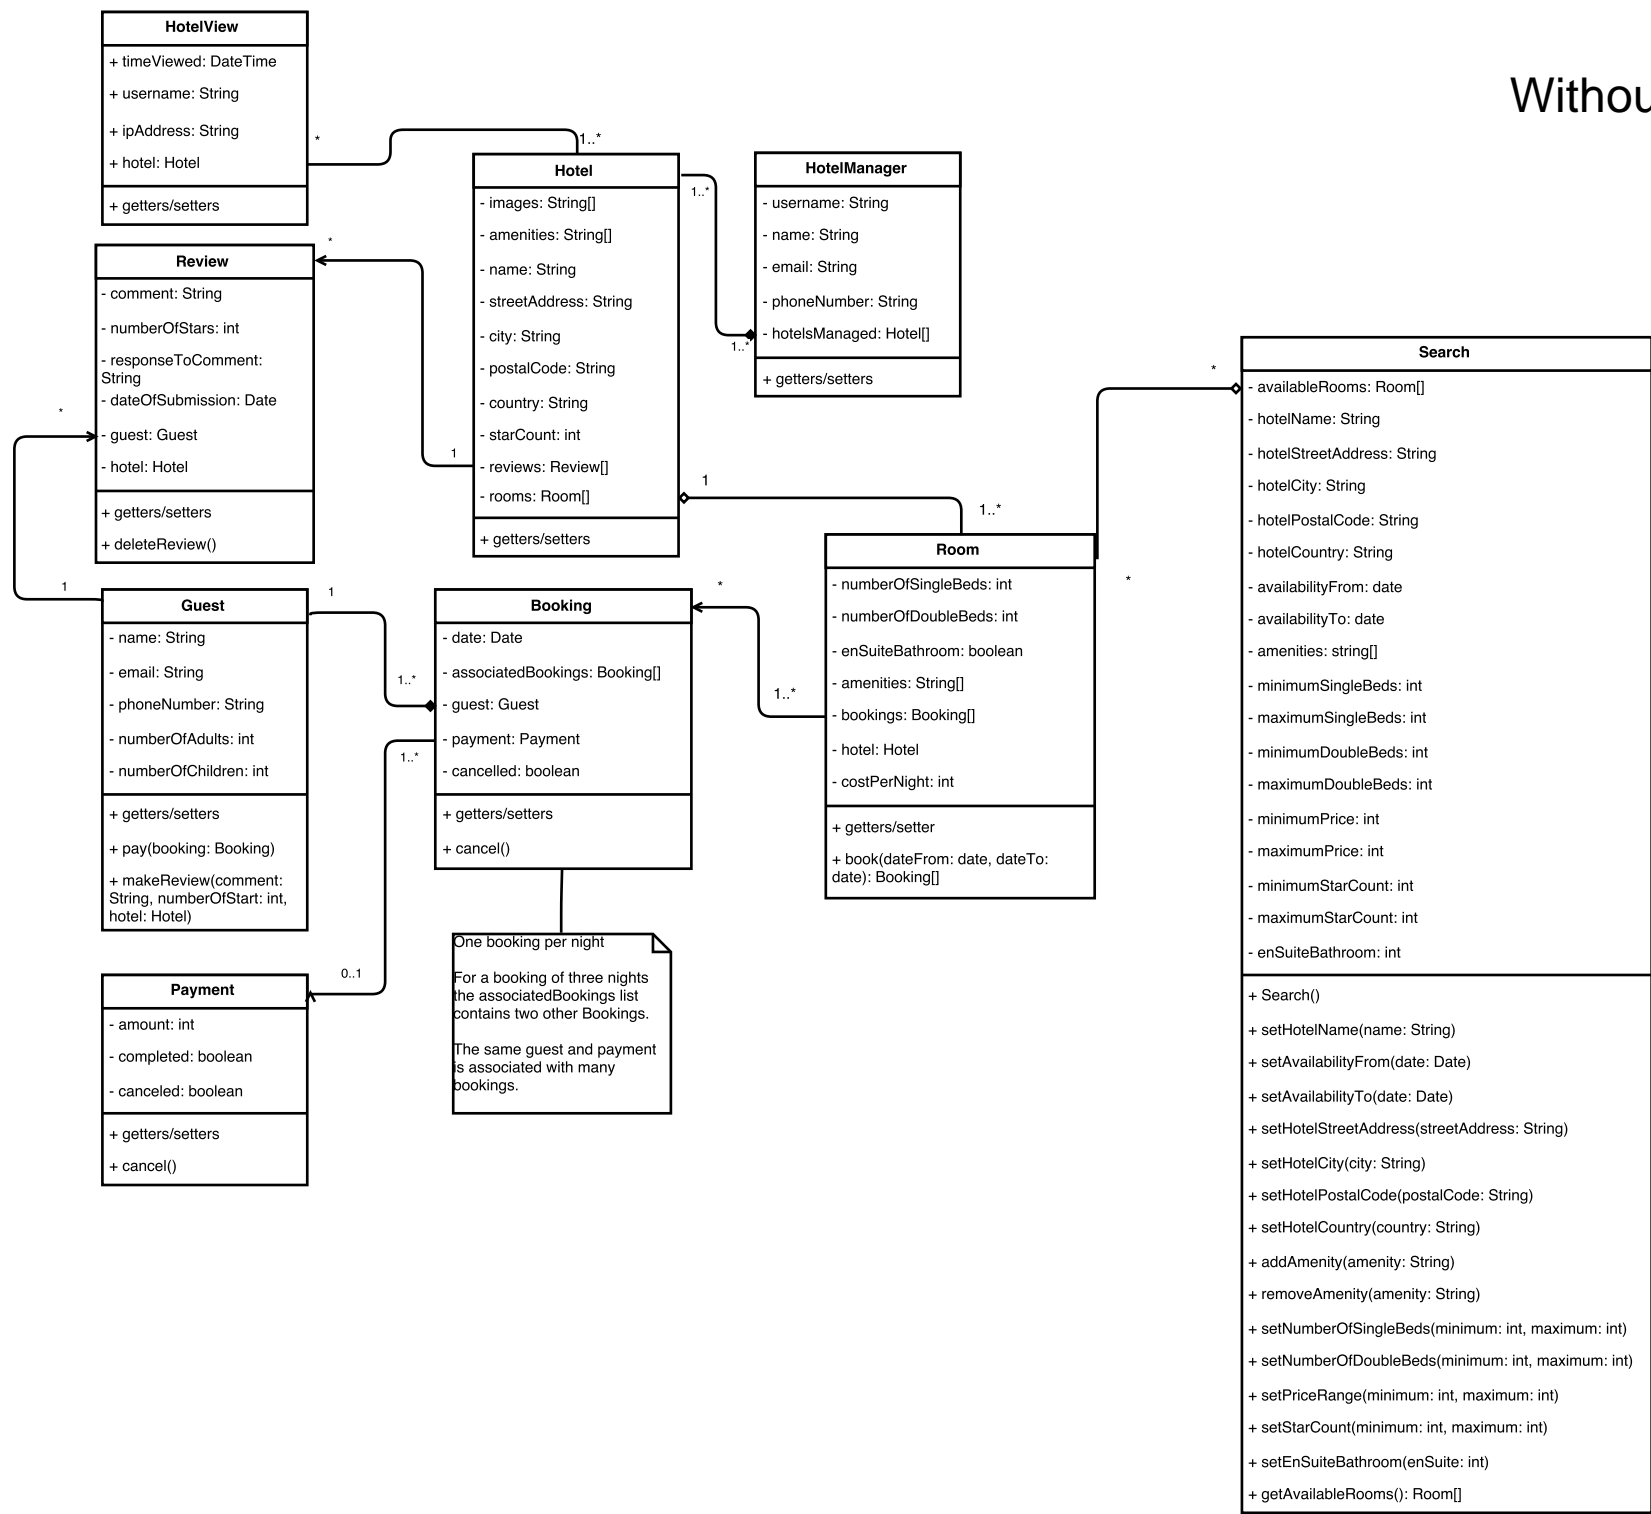 HotelView
+ timeViewed: DateTime
+ username: String
+ ipAddress: String
+ hotel: Hotel
+ getters/setters
*
1..*
Withou
Hotel
- images: String[]
- amenities: String[]
- name: String
- streetAddress: String
- city: String
- postalCode: String
- country: String
- starCount: int
- reviews: Review[]
- rooms: Room[]
+ getters/setters
1..*
1..*
HotelManager
- username: String
- name: String
- email: String
- phoneNumber: String
- hotelsManaged: Hotel[]
+ getters/setters
*
1
Review
- comment: String
- numberOfStars: int
- responseToComment:
String
- dateOfSubmission: Date
- guest: Guest
- hotel: Hotel
+ getters/setters
+ deleteReview()
*
1
1
1..*
Guest
- name: String
- email: String
- phoneNumber: String
- numberOfAdults: int
- numberOfChildren: int
+ getters/setters
+ pay(booking: Booking)
+ makeReview(comment:
String, numberOfStart: int,
hotel: Hotel)
1
1..*
Booking
- date: Date
- associatedBookings: Booking[]
- guest: Guest
- payment: Payment
- cancelled: boolean
+ getters/setters
+ cancel()
*
1..*
Room
- numberOfSingleBeds: int
- numberOfDoubleBeds: int
- enSuiteBathroom: boolean
- amenities: String[]
- bookings: Booking[]
- hotel: Hotel
- costPerNight: int
+ getters/setter
+ book(dateFrom: date, dateTo:
date): Booking[]
*
*
1..*
0..1
Payment
- amount: int
- completed: boolean
- canceled: boolean
+ getters/setters
+ cancel()
One booking per night
For a booking of three nights
the associatedBookings list
contains two other Bookings.
The same guest and payment
is associated with many
bookings.
Search
- availableRooms: Room[]
- hotelName: String
- hotelStreetAddress: String
- hotelCity: String
- hotelPostalCode: String
- hotelCountry: String
- availabilityFrom: date
- availabilityTo: date
- amenities: string[]
- minimumSingleBeds: int
- maximumSingleBeds: int
- minimumDoubleBeds: int
- maximumDoubleBeds: int
- minimumPrice: int
- maximumPrice: int
- minimumStarCount: int
- maximumStarCount: int
- enSuiteBathroom: int
+ Search()
+ setHotelName(name: String)
+ setAvailabilityFrom(date: Date)
+ setAvailabilityTo(date: Date)
+ setHotelStreetAddress(streetAddress: String)
+ setHotelCity(city: String)
+ setHotelPostalCode(postalCode: String)
+ setHotelCountry(country: String)
+ addAmenity(amenity: String)
+ removeAmenity(amenity: String)
+ setNumberOfSingleBeds(minimum: int, maximum: int)
+ setNumberOfDoubleBeds(minimum: int, maximum: int)
+ setPriceRange(minimum: int, maximum: int)
+ setStarCount(minimum: int, maximum: int)
+ setEnSuiteBathroom(enSuite: int)
+ getAvailableRooms(): Room[]